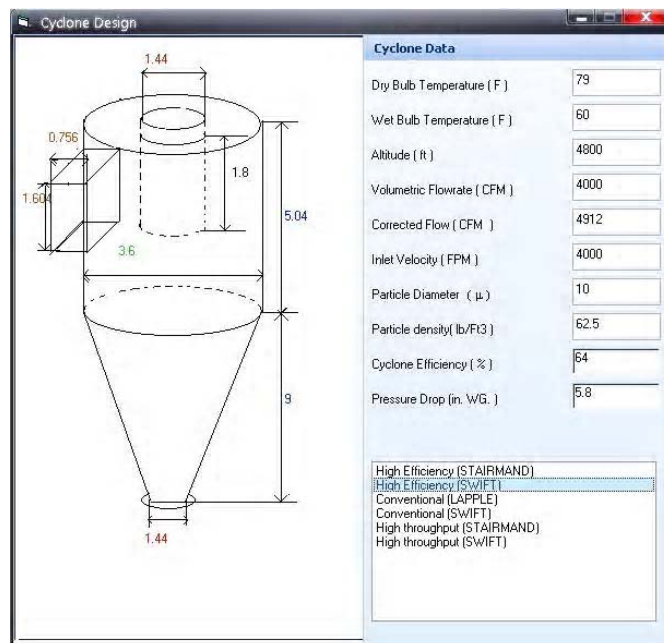 Cyclone Design
1.44
0.756
1.604
1.8
5.04
3.6
9
1.44
Cyclone Data
Dry Bulb Temperature ( F ) 79
Wet Bulb Temperature ( F ) 60
Altitude ( ft ) 4800
Volumetric Flowrate ( CFM ) 4000
Corrected Flow ( CFM ) 4912
Inlet Velocity ( FPM ) 4000
Particle Diameter ( μ ) 10
Particle density( lb/Ft3 ) 62.5
Cyclone Efficiency ( % ) 64
Pressure Drop (in. WG. ) 5.8
High Efficiency (STAIRMAND)
High Efficiency (SWIFT)
Conventional (LAPPLE)
Conventional (SWIFT)
High throughput (STAIRMAND)
High throughput (SWIFT)